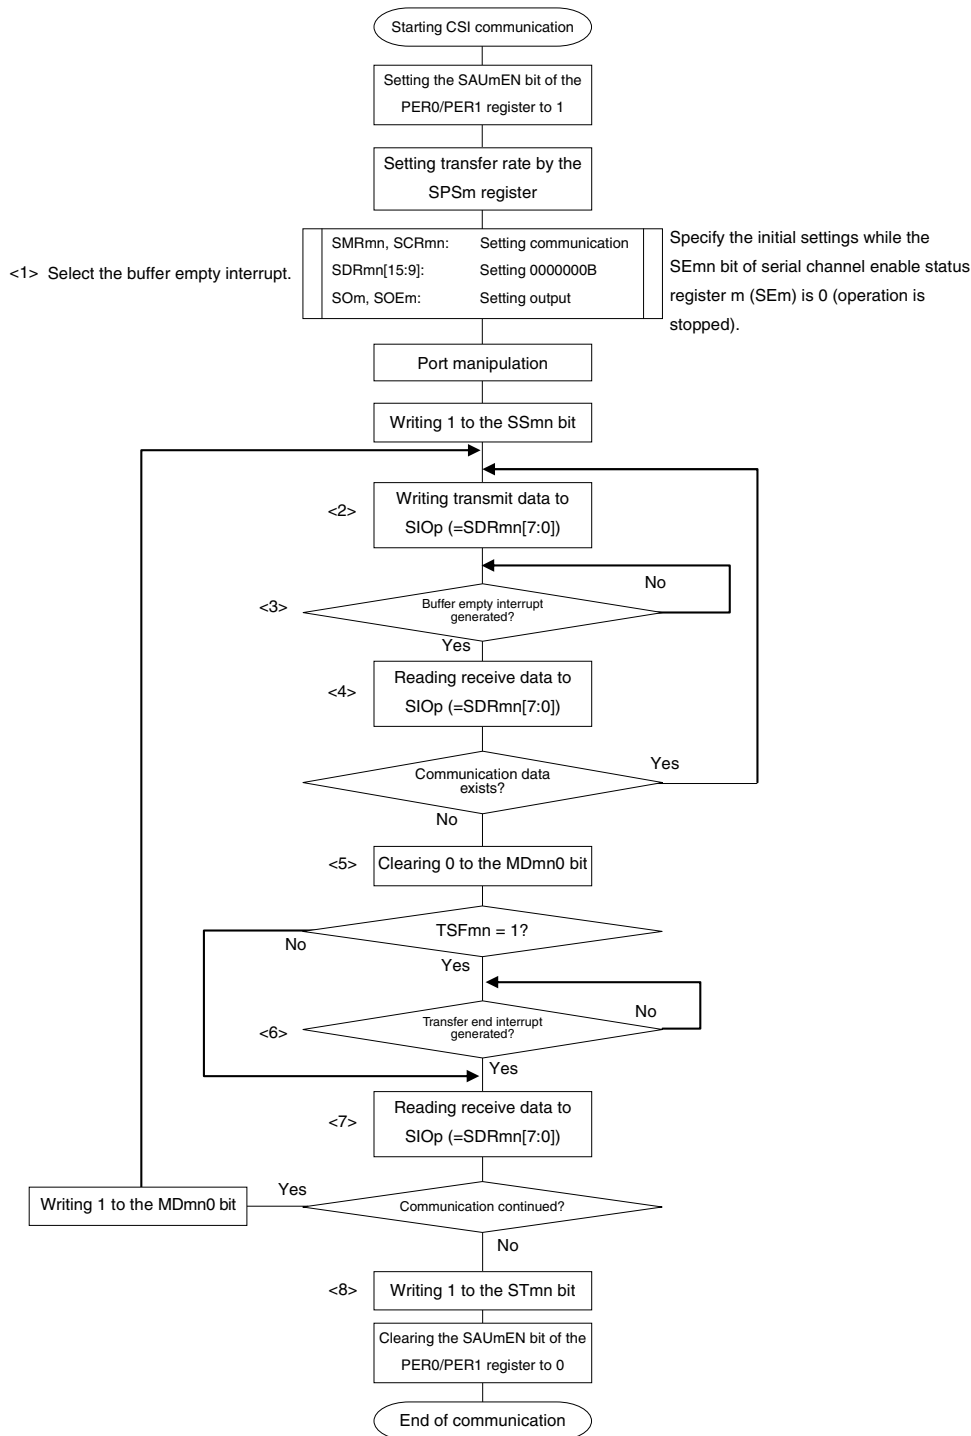 Starting CSI communication
Setting the SAUmEN bit of the
PER0/PER1 register to 1
Setting transfer rate by the
SPSm register
<1> Select the buffer empty interrupt.
SMRmn, SCRmn: Setting communication
SDRmn[15:9]: Setting 0000000B
SOm, SOEm: Setting output
Specify the initial settings while the
SEmn bit of serial channel enable status
register m (SEm) is 0 (operation is
stopped).
Port manipulation
Writing 1 to the SSmn bit
<2>
Writing transmit data to
SIOp (=SDRmn[7:0])
No
<3>
Buffer empty interrupt
generated?
Yes
<4>
Reading receive data to
SIOp (=SDRmn[7:0])
Communication data
exists?
Yes
No
<5>
Clearing 0 to the MDmn0 bit
TSFmn = 1?
No
Yes
<6>
Transfer end interrupt
generated?
No
Yes
<7>
Reading receive data to
SIOp (=SDRmn[7:0])
Communication continued?
Yes
Writing 1 to the MDmn0 bit
No
<8>
Writing 1 to the STmn bit
Clearing the SAUmEN bit of the
PER0/PER1 register to 0
End of communication